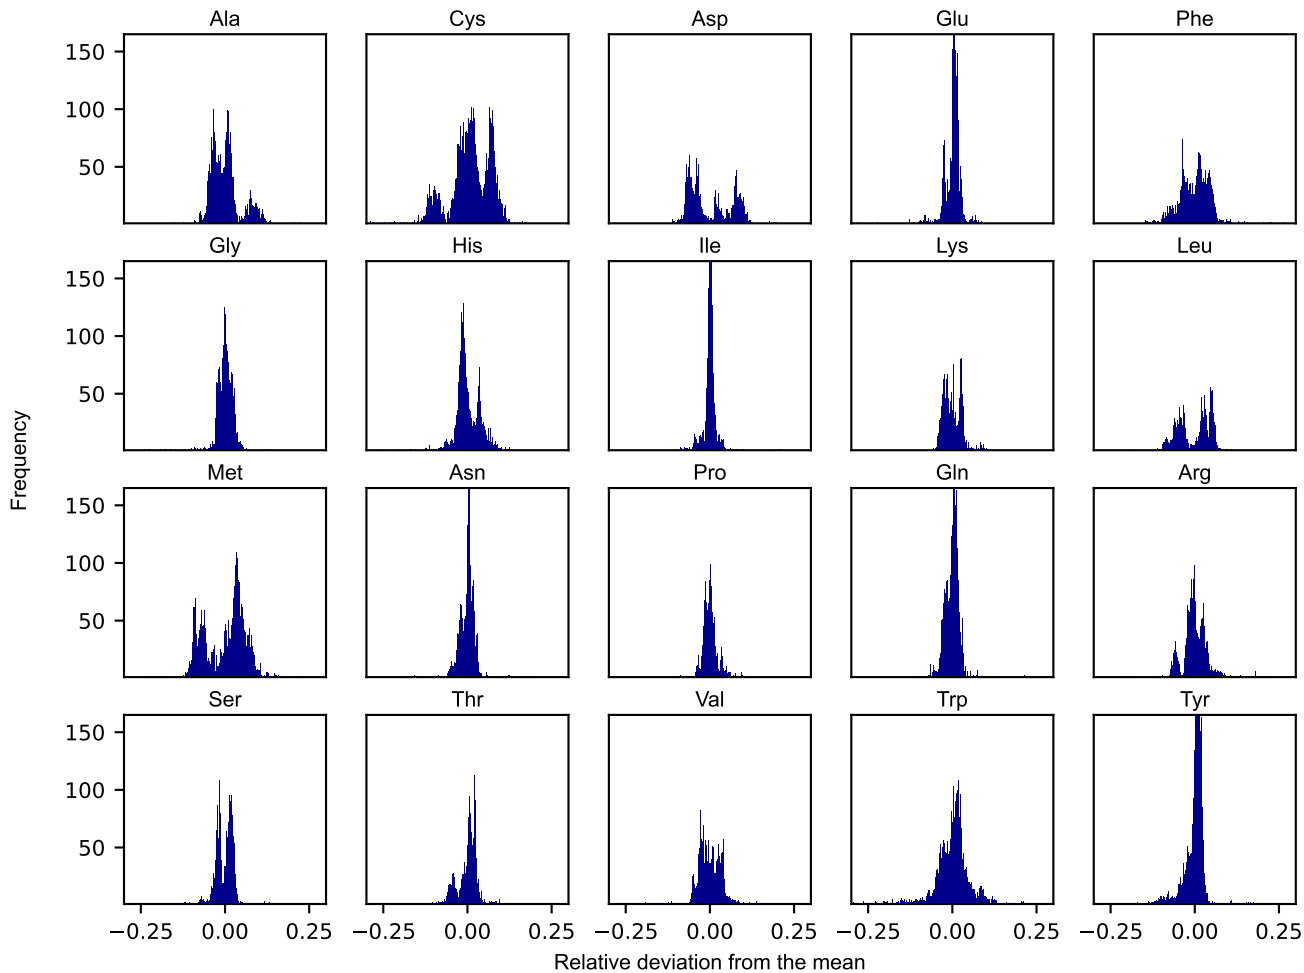 Ala Cys Asp Glu Phe
150
100
50
Gly His Ile Lys Leu
150
100
50
Met Asn Pro Gln Arg
150
100
50
Ser Thr Val Trp Tyr
150
100
50
−0.25 0.00 0.25 −0.25 0.00 0.25 −0.25 0.00 0.25 −0.25 0.00 0.25 −0.25 0.00 0.25
Relative deviation from the mean
Frequency